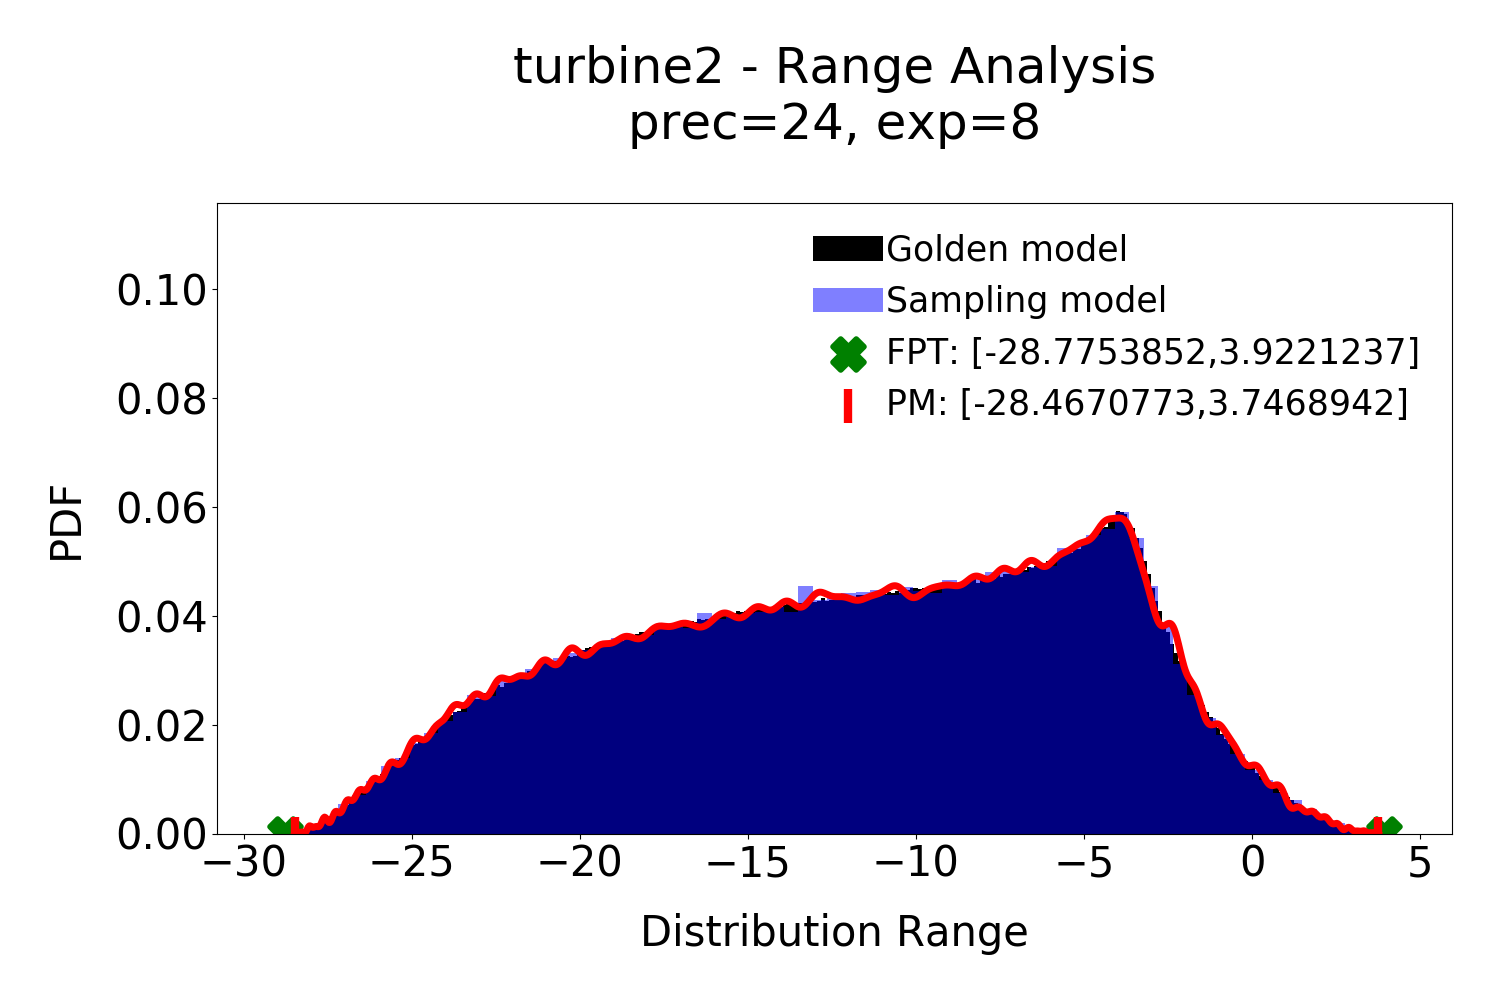 turbine2 - Range Analysis
prec=24, exp=8
Golden model
Sampling model
FPT: [-28.7753852,3.9221237]
PM: [-28.4670773,3.7468942]
PDF
0.10
0.08
0.06
0.04
0.02
0.00
−30 −25 −20 −15 −10 −5 0 5
Distribution Range